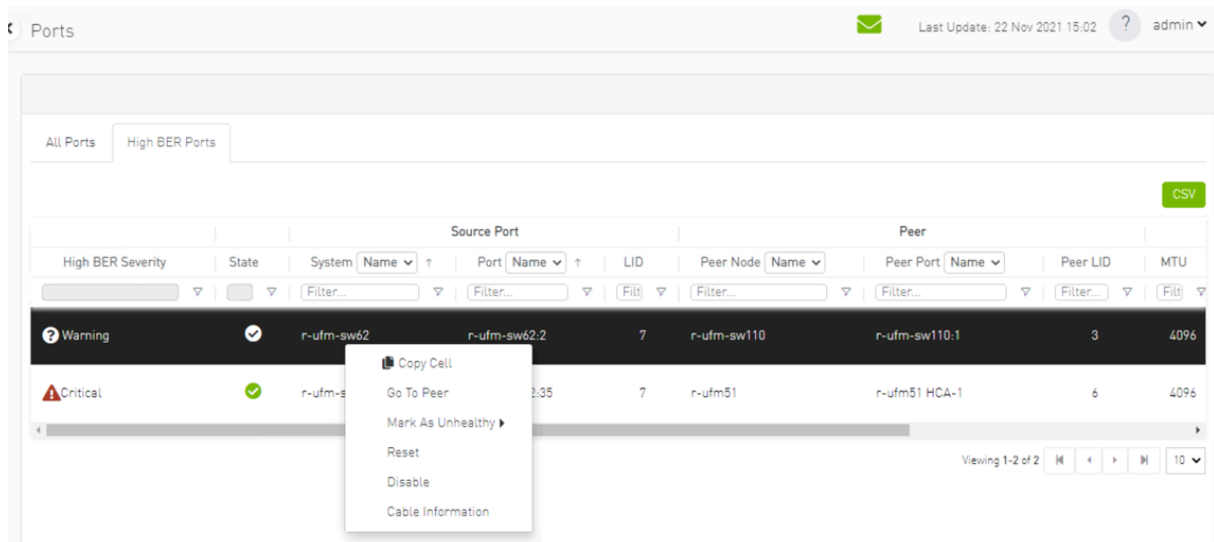 Ports
Last Update: 22 Nov 2021 15:02 ? admin
All Ports High BER Ports
CSV
Source Port Peer
High BER Severity State System Name ↑ Port Name ↑ LID Peer Node Name Peer Port Name Peer LID MTU
Filter... Filter... Filt Filter... Filter... Filter... Filt
Warning r-ufm-sw62 r-ufm-sw62:2 7 r-ufm-sw110 r-ufm-sw110:1 3 4096
Copy Cell
Critical r-ufm-s 2:35 7 r-ufm51 r-ufm51 HCA-1 6 4096
Go To Peer
Mark As Unhealthy
Reset
Viewing 1-2 of 2 10
Disable
Cable Information